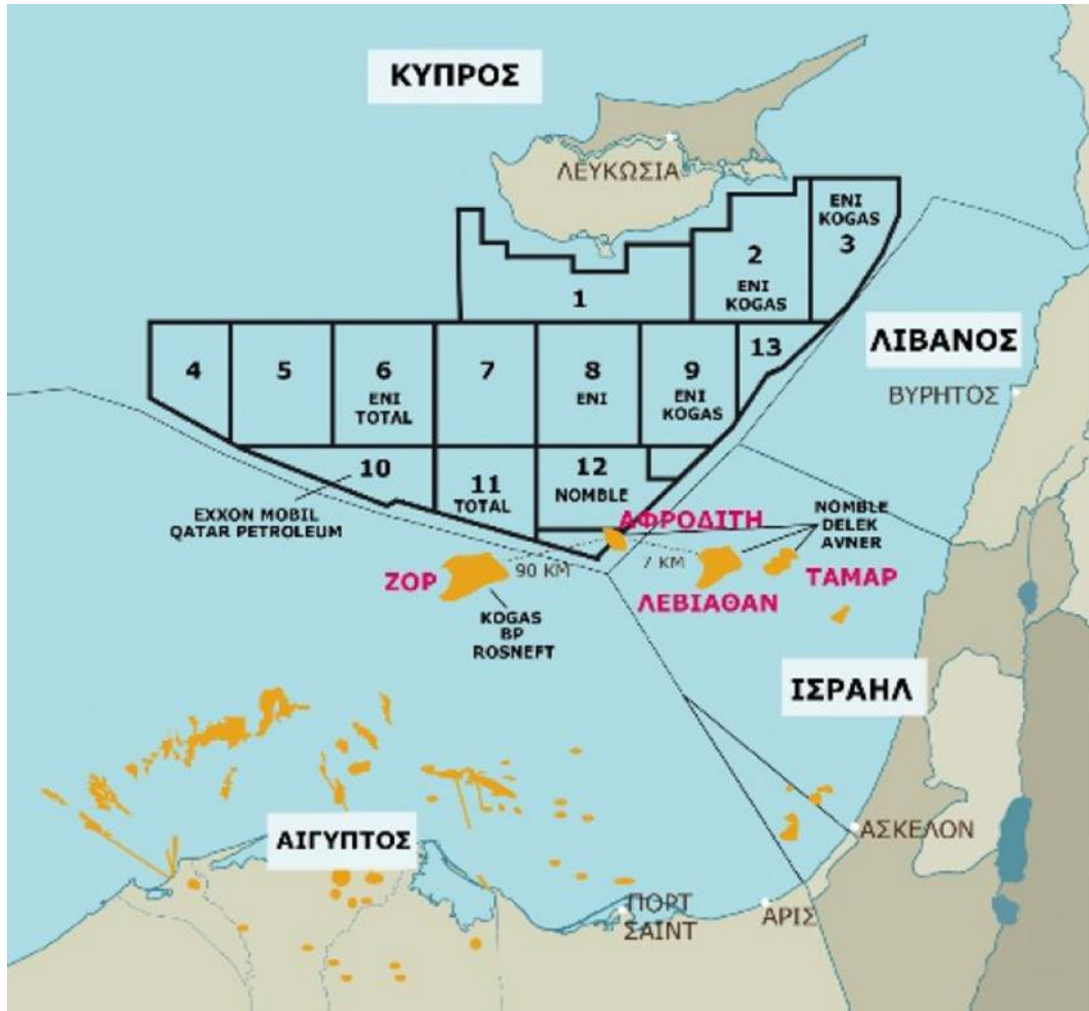 ΚΥΠΡΟΣ
ΛΕΥΚΩΣΙΑ
ENI
KOGAS
3
2
ENI
KOGAS
1
4
5
6
ENI
TOTAL
7
8
ENI
9
ENI
KOGAS
13
ΛΙΒΑΝΟΣ
ΒΥΡΗΤΟΣ
10
EXXON MOBIL
QATAR PETROLEUM
11
TOTAL
12
NOMBLE
ΑΦΡΟΔΙΤΗ
NOMBLE
DELEK
AVNER
ΖΟΡ
90 KM
7 KM
ΛΕΒΙΑΘΑΝ
ΤΑΜΑΡ
KOGAS
BP
ROSNEFT
ΙΣΡΑΗΛ
ΑΙΓΥΠΤΟΣ
ΑΣΚΕΛΟΝ
ΠΟΡΤ
ΣΑΙΝΤ
ΑΡΙΣ